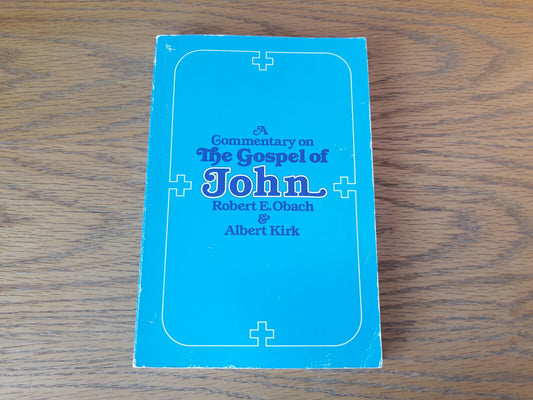 A
Commentary on
The Gospel of
John
Robert E. Obach
&
Albert Kirk